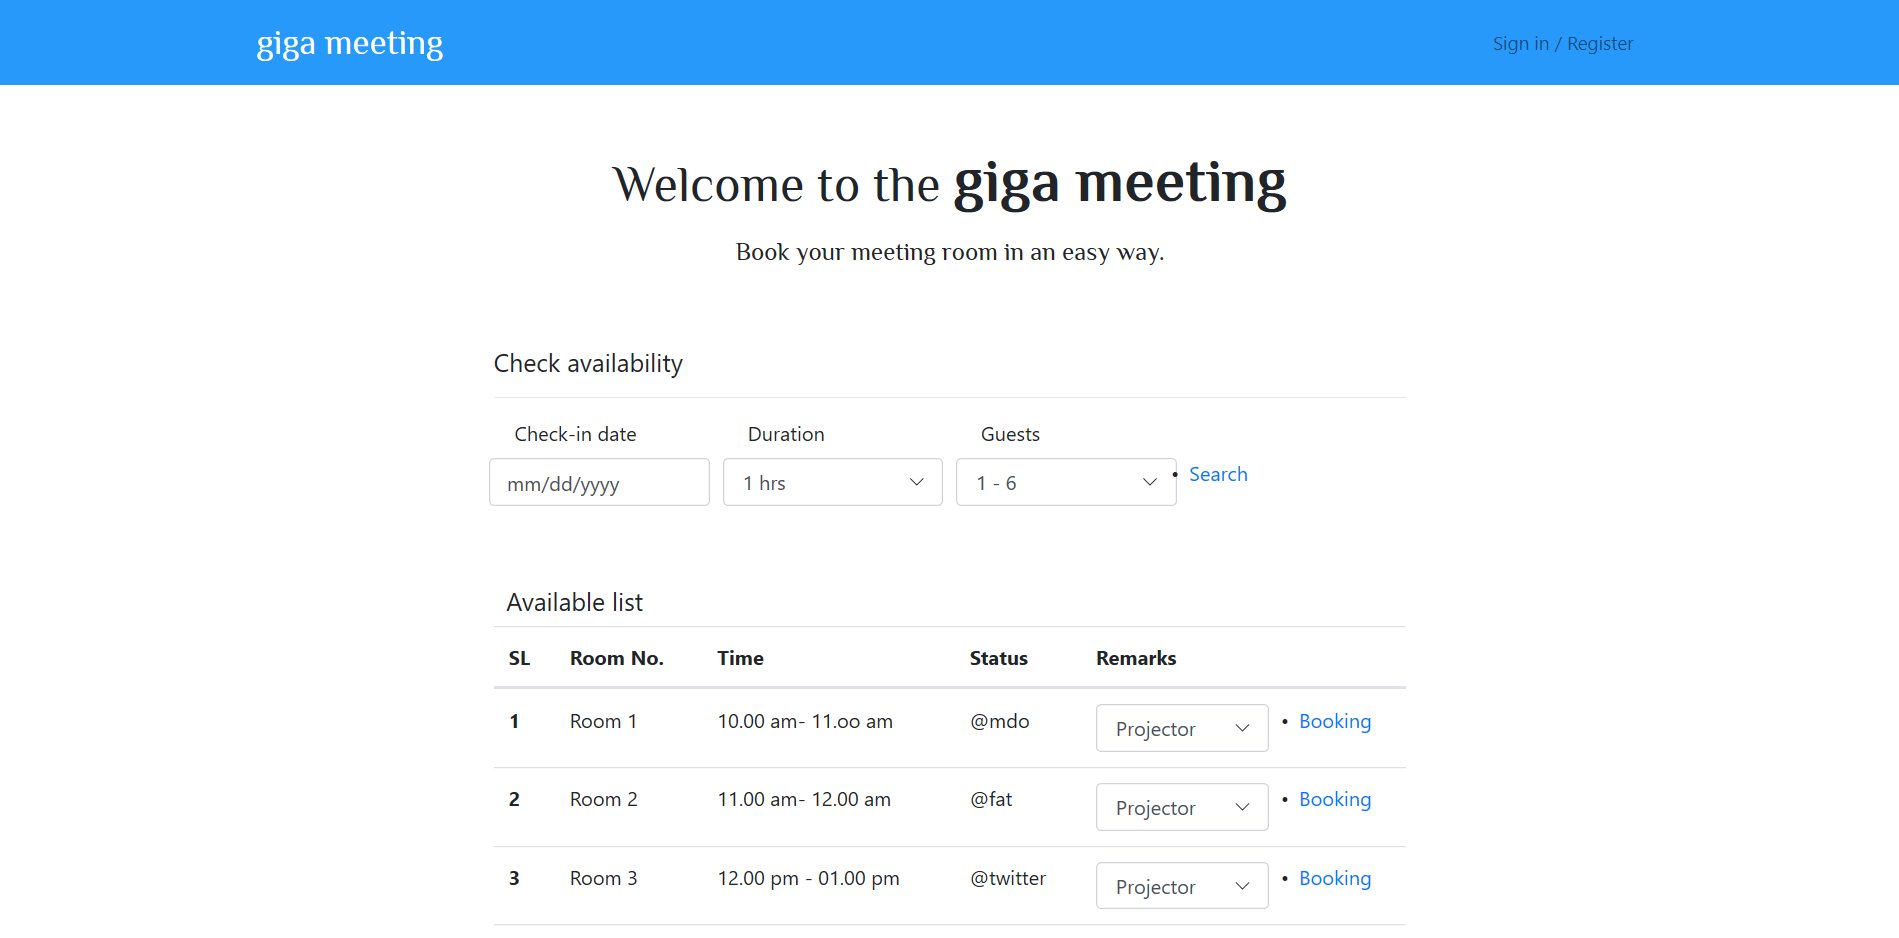 giga meeting
Sign in / Register
Welcome to the giga meeting
Book your meeting room in an easy way.
Check availability
Check-in date Duration Guests
mm/dd/yyyy 1 hrs 1 - 6 • Search
Available list
SL Room No. Time Status Remarks
1 Room 1 10.00 am- 11.oo am @mdo Projector • Booking
2 Room 2 11.00 am- 12.00 am @fat Projector • Booking
3 Room 3 12.00 pm - 01.00 pm @twitter Projector • Booking